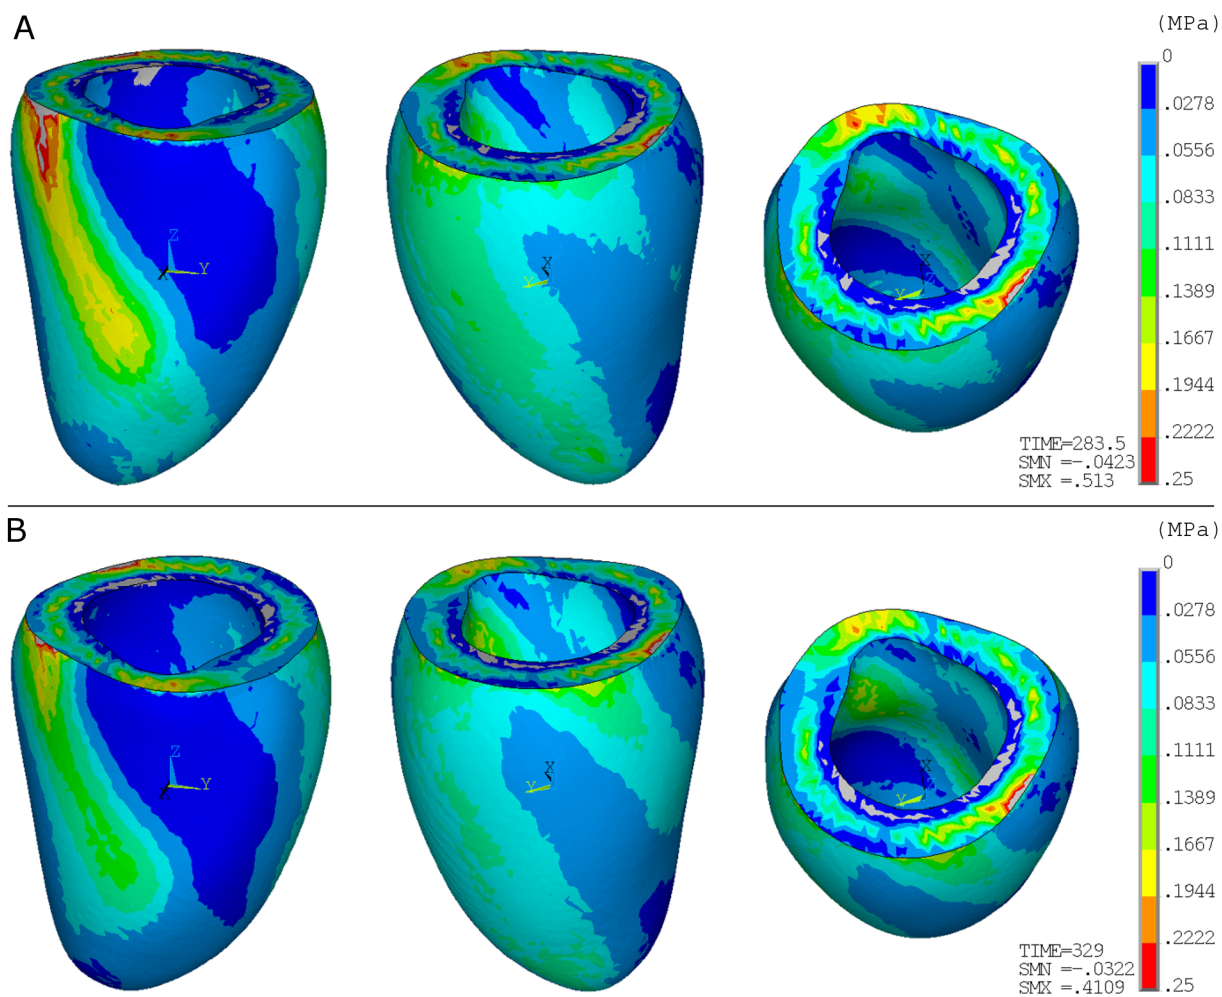 A
(MPa)
0
.0278
.0556
.0833
.1111
.1389
.1667
.1944
.2222
.25
Z
X
Y
X
Y
X
Y
TIME=283.5
SMN =-.0423
SMX =.513
B
(MPa)
0
.0278
.0556
.0833
.1111
.1389
.1667
.1944
.2222
.25
Z
X
Y
X
Y
X
Y
TIME=329
SMN =-.0322
SMX =.4109